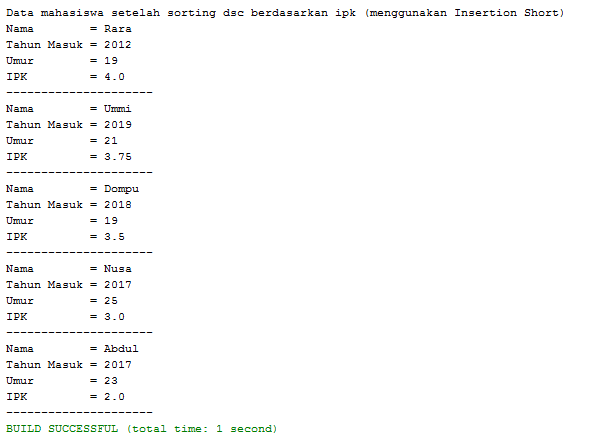 Data mahasiswa setelah sorting dsc berdasarkan ipk (menggunakan Insertion Short)
Nama        = Rara
Tahun Masuk = 2012
Umur        = 19
IPK         = 4.0
---------------------
Nama        = Ummi
Tahun Masuk = 2019
Umur        = 21
IPK         = 3.75
---------------------
Nama        = Dompu
Tahun Masuk = 2018
Umur        = 19
IPK         = 3.5
---------------------
Nama        = Nusa
Tahun Masuk = 2017
Umur        = 25
IPK         = 3.0
---------------------
Nama        = Abdul
Tahun Masuk = 2017
Umur        = 23
IPK         = 2.0
---------------------
BUILD SUCCESSFUL (total time: 1 second)